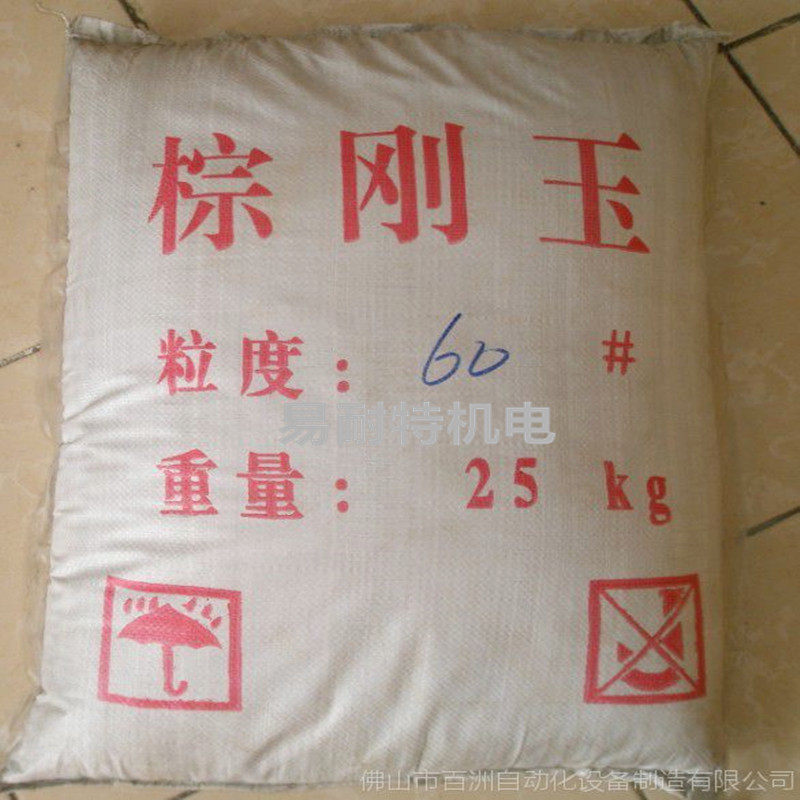 棕刚玉
粒度: 60 #
易耐特机电
重量: 25 kg
佛山市百洲自动化设备制造有限公司